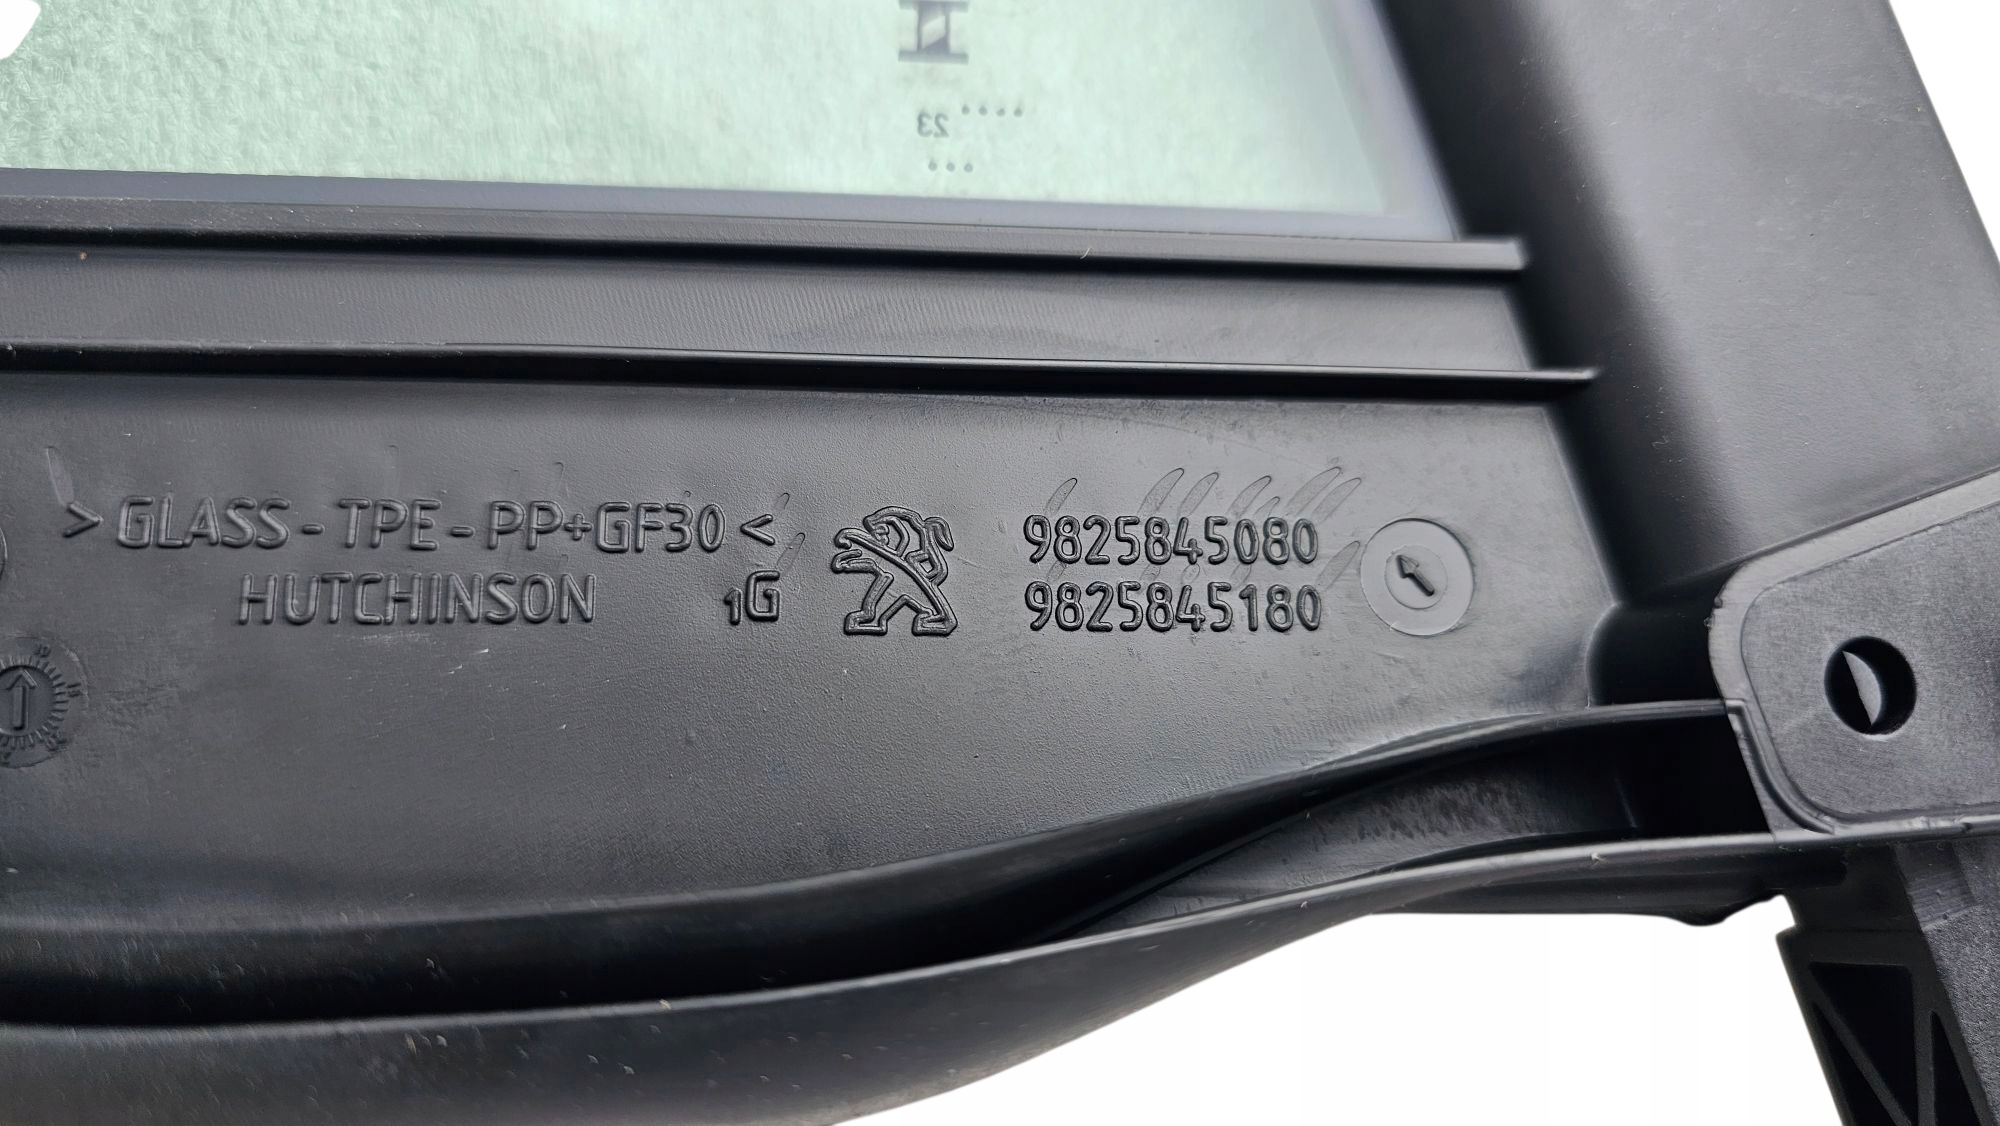 23
>GLASS-TPE-PP+GF30<
HUTCHINSON
1G
9825845080
9825845180